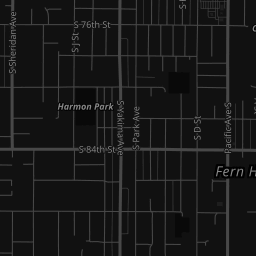 S 76th St
S J St
S Sheridan Ave
S
Harmon Park
S Yakima Ave
S Park Ave
S D St
Pacific Ave S
S 84th St
Fern H